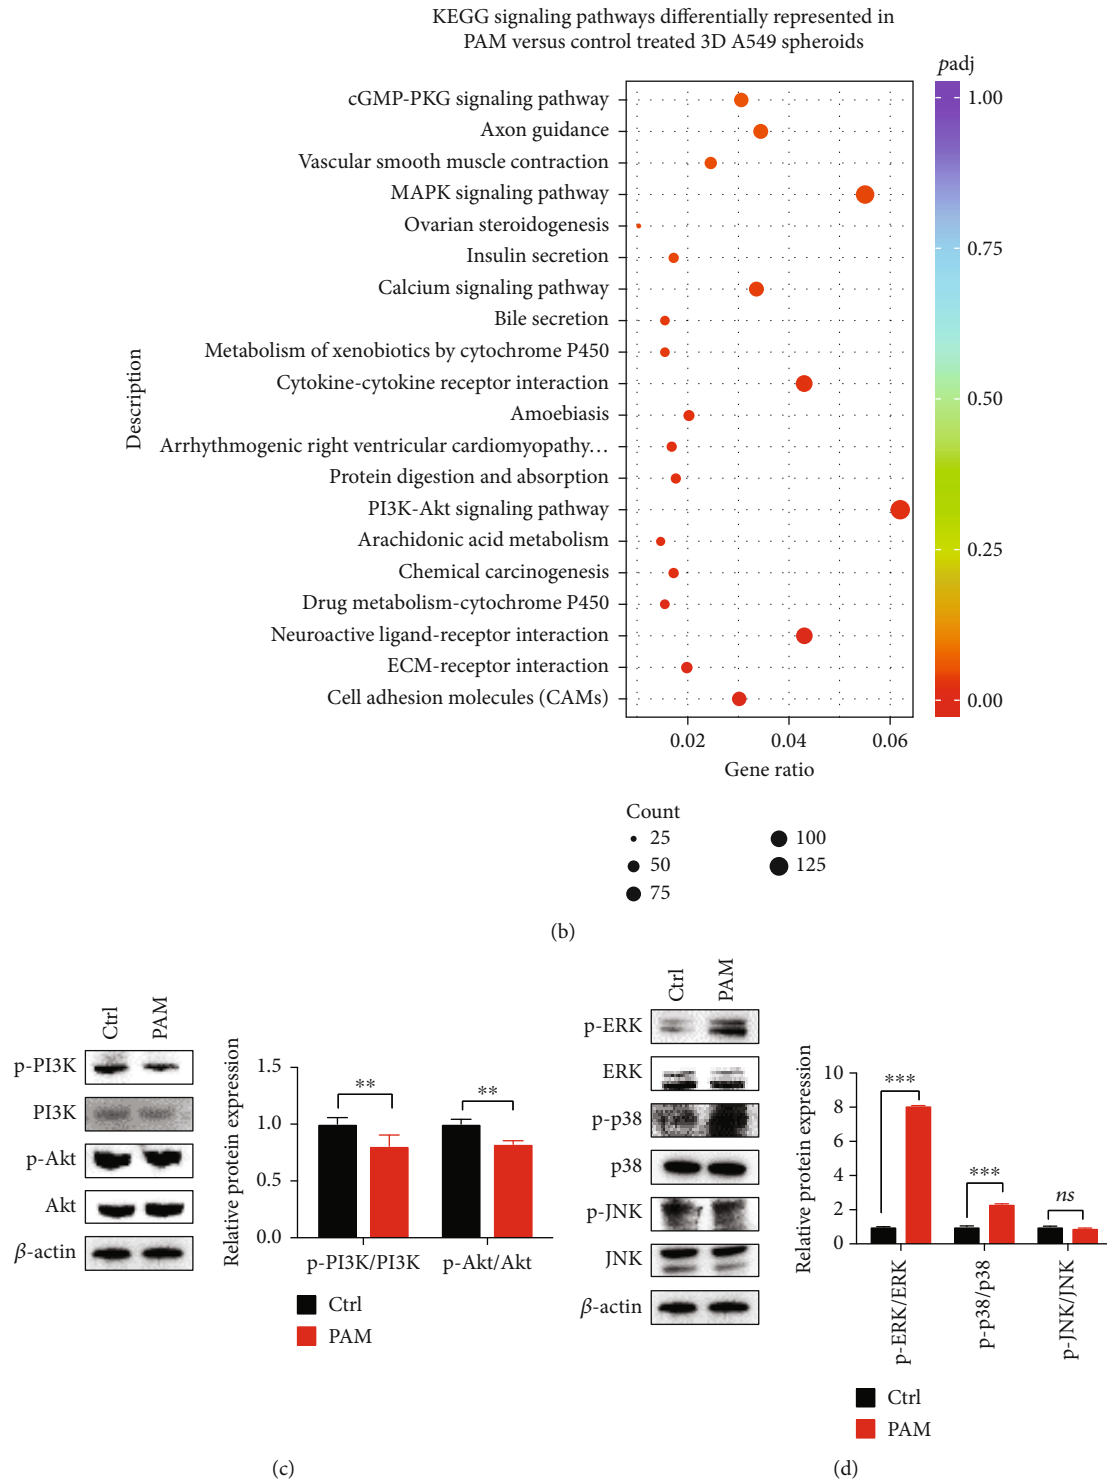 KEGG signaling pathways differentially represented in
PAM versus control treated 3D A549 spheroids
padj
1.00
0.75
0.50
0.25
0.00
Description
cGMP-PKG signaling pathway
Axon guidance
Vascular smooth muscle contraction
MAPK signaling pathway
Ovarian steroidogenesis
Insulin secretion
Calcium signaling pathway
Bile secretion
Metabolism of xenobiotics by cytochrome P450
Cytokine-cytokine receptor interaction
Amoebiasis
Arrhythmogenic right ventricular cardiomyopathy…
Protein digestion and absorption
PI3K-Akt signaling pathway
Arachidonic acid metabolism
Chemical carcinogenesis
Drug metabolism-cytochrome P450
Neuroactive ligand-receptor interaction
ECM-receptor interaction
Cell adhesion molecules (CAMs)
0.02 0.04 0.06
Gene ratio
Count
25
50
75
100
125
(b)
Ctrl PAM
p-PI3K
PI3K
p-Akt
Akt
β-actin
Relative protein expression
1.5
1.0
0.5
0.0
** **
p-PI3K/PI3K p-Akt/Akt
Ctrl
PAM
(c)
Ctrl PAM
p-ERK
ERK
p-p38
p38
p-JNK
JNK
β-actin
Relative protein expression
10
8
6
4
2
0
*** *** ns
p-ERK/ERK
p-p38/p38
p-JNK/JNK
Ctrl
PAM
(d)